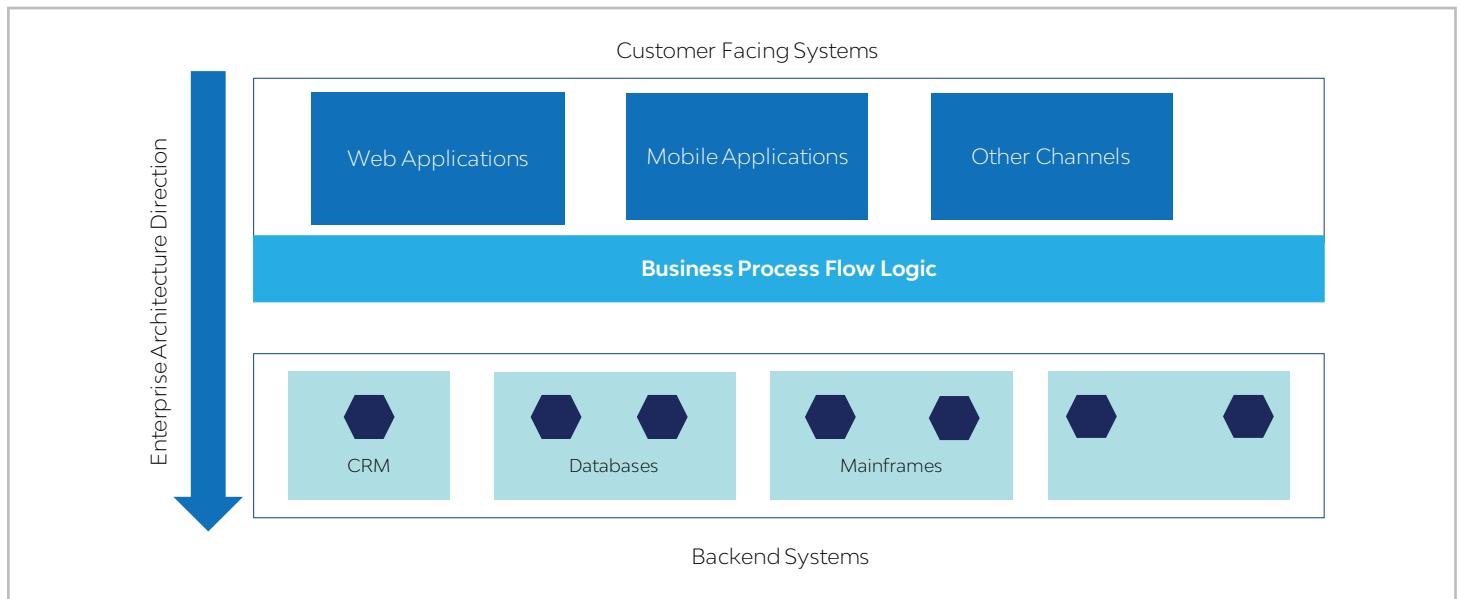 Customer Facing Systems
Enterprise Architecture Direction
Web Applications
Mobile Applications
Other Channels
Business Process Flow Logic
CRM
Databases
Mainframes
Backend Systems